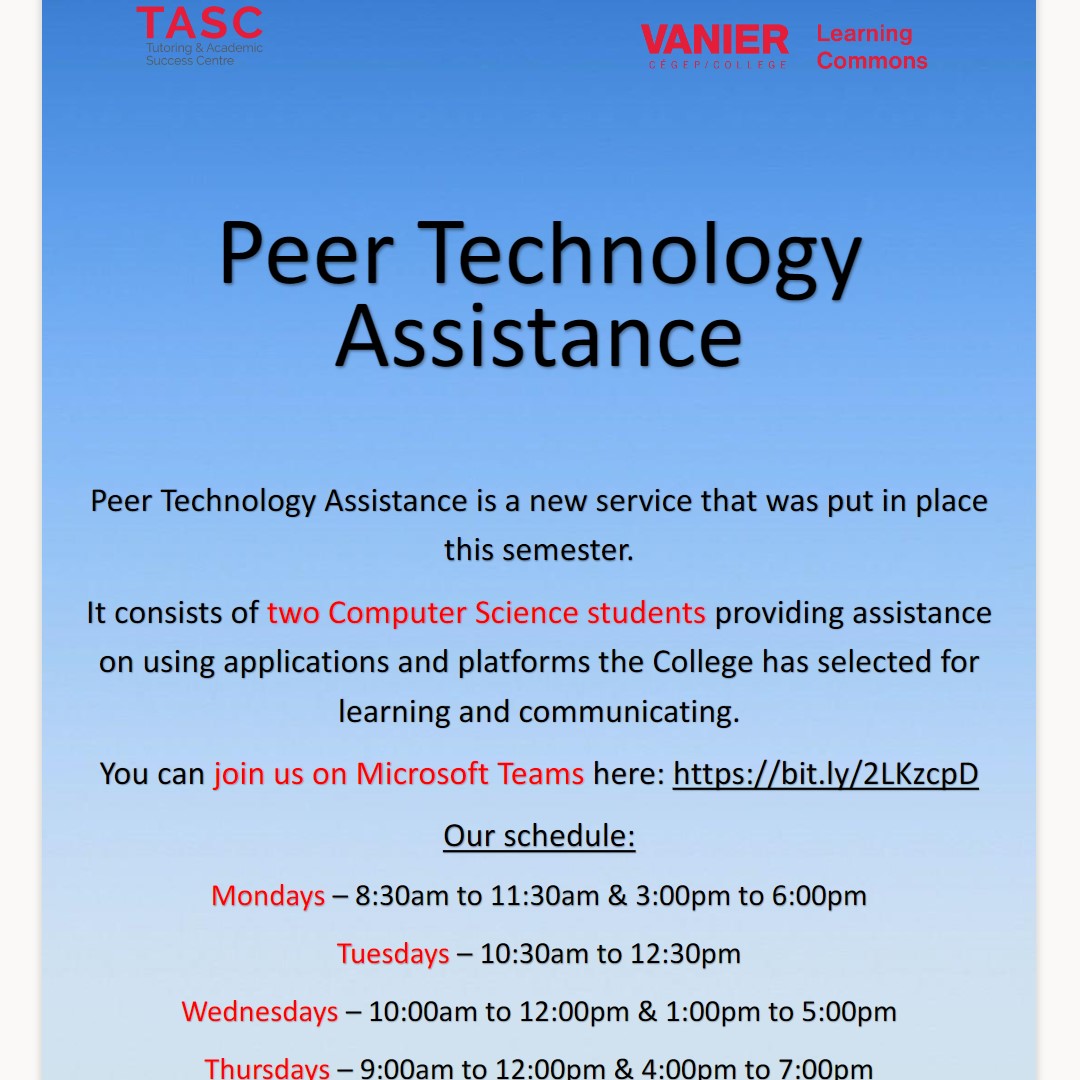 TASC
Tutoring & Academic
Success Centre
VANIER
CÉGEP/COLLEGE
Learning
Commons
Peer Technology
Assistance
Peer Technology Assistance is a new service that was put in place
this semester.
It consists of two Computer Science students providing assistance
on using applications and platforms the College has selected for
learning and communicating.
You can join us on Microsoft Teams here: https://bit.ly/2LKzcpD
Our schedule:
Mondays – 8:30am to 11:30am & 3:00pm to 6:00pm
Tuesdays – 10:30am to 12:30pm
Wednesdays – 10:00am to 12:00pm & 1:00pm to 5:00pm
Thursdays – 9:00am to 12:00pm & 4:00pm to 7:00pm